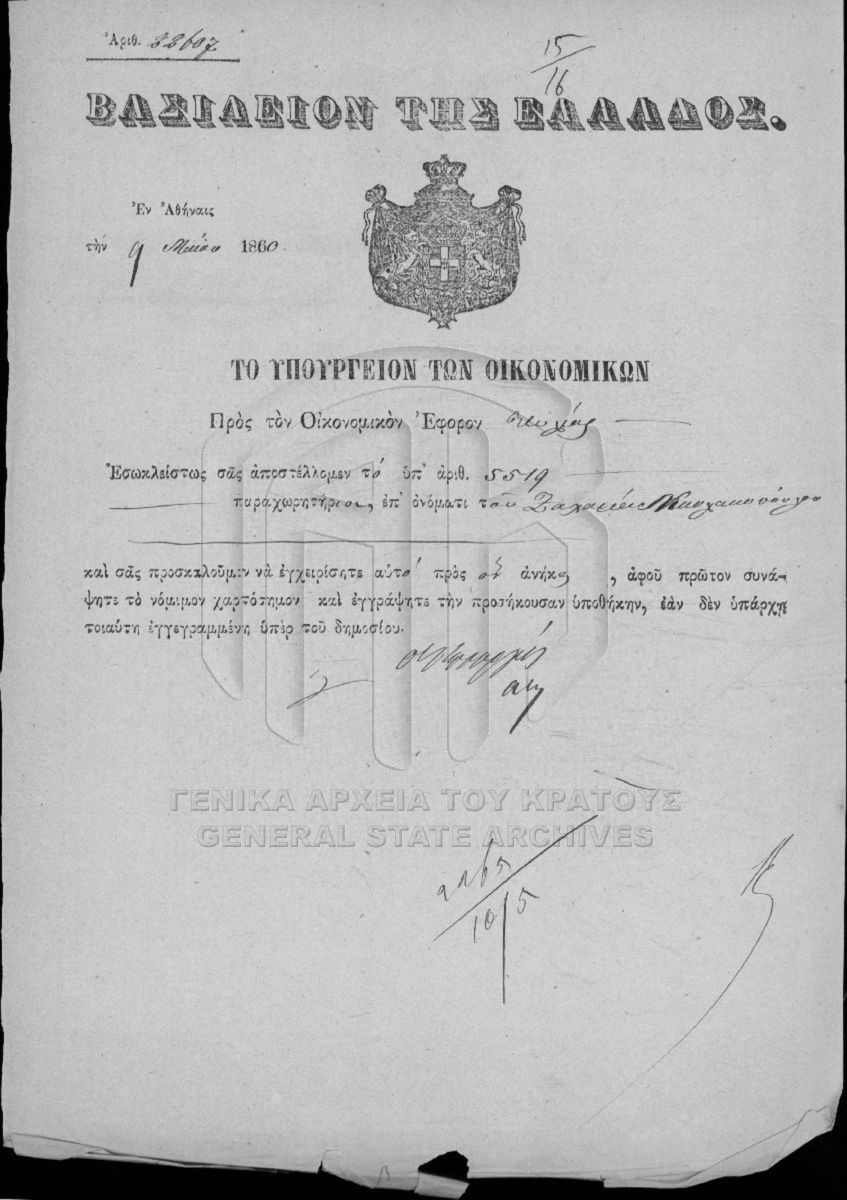 Ἀριθ. 22607
15/16
ΒΑΣΙΛΕΙΟΝ ΤΗΣ ΕΛΛΑΔΟΣ.
Ἐν Ἀθήναις
τὴν 9 Μαΐου 1860.
ΤΟ ΥΠΟΥΡΓΕΙΟΝ ΤΩΝ ΟΙΚΟΝΟΜΙΚΩΝ
Πρὸς τὸν Οἰκονομικὸν Ἔφορον
Ἐσωκλείστως σᾶς ἀποστέλλομεν τὸ ὑπ' ἀριθ. 5519
παραχωρητήριον, ἐπ' ὀνόματι τοῦ
καὶ σᾶς προσκαλοῦμεν νὰ ἐγχειρίσητε αὐτὸ πρὸς ὃν ἀνήκει, ἀφοῦ πρῶτον συνά-
ψητε τὸ νόμιμον χαρτόσημον καὶ ἐγγράψητε τὴν προσήκουσαν ὑποθήκην, ἐὰν δὲν ὑπάρχῃ
τοιαύτη ἐγγεγραμμένη ὑπὲρ τοῦ δημοσίου.
Ὁ Ὑπουργὸς
ΓΕΝΙΚΑ ΑΡΧΕΙΑ ΤΟΥ ΚΡΑΤΟΥΣ
GENERAL STATE ARCHIVES
10/5